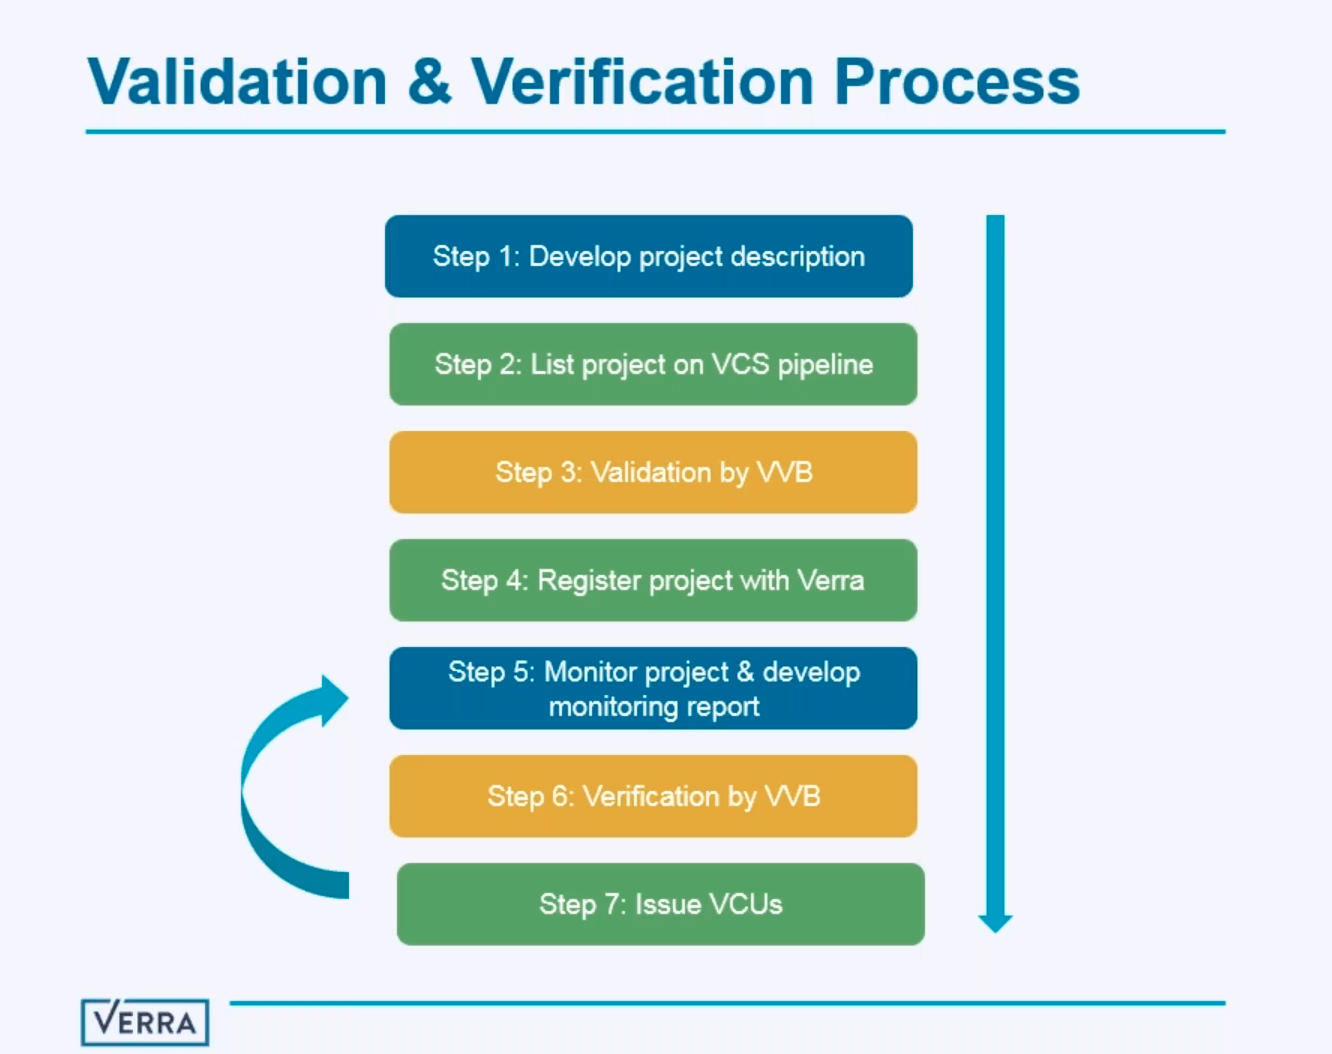 Validation & Verification Process
Step 1: Develop project description
Step 2: List project on VCS pipeline
Step 3: Validation by VVB
Step 4: Register project with Verra
Step 5: Monitor project & develop
monitoring report
Step 6: Verification by VVB
Step 7: Issue VCUs
VERRA